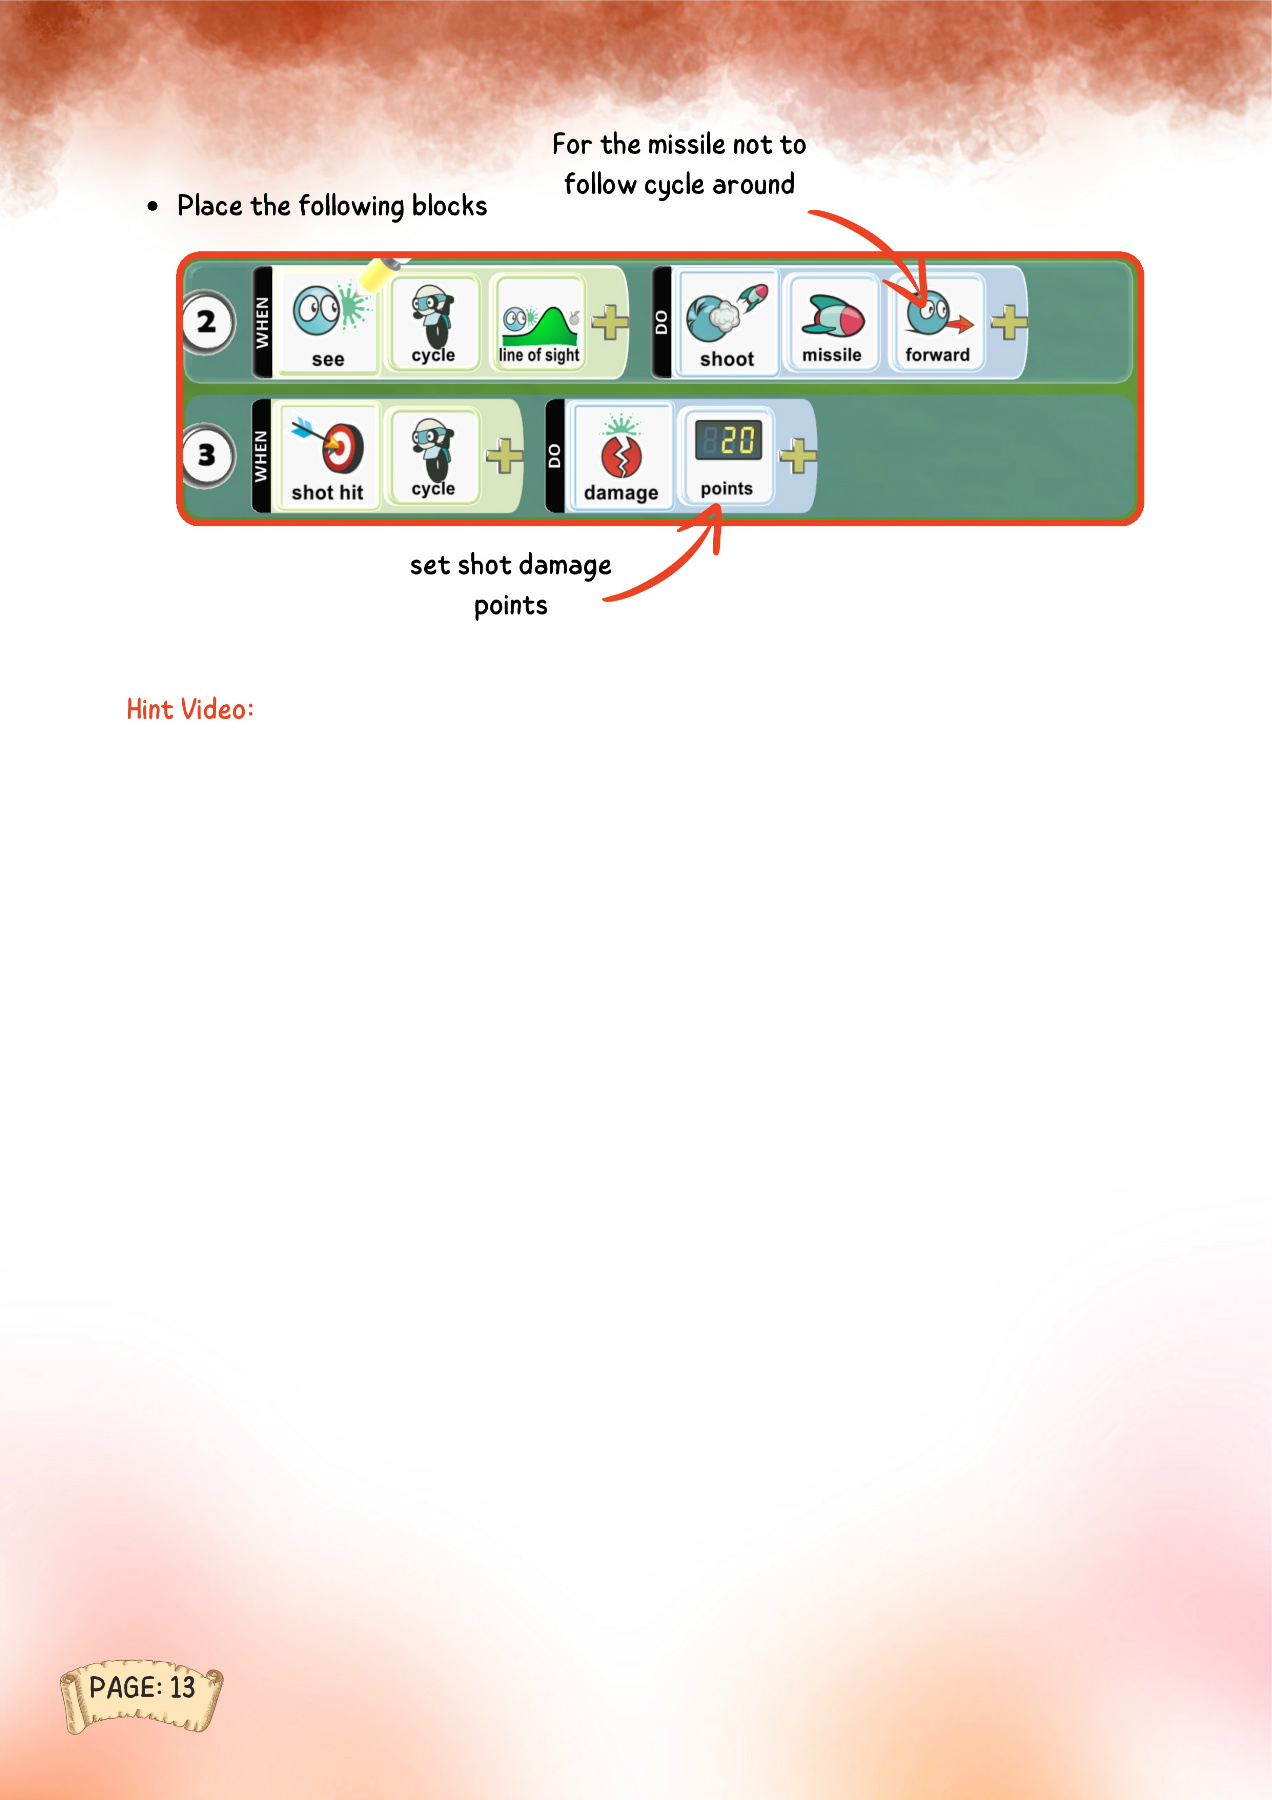 For the missile not to
follow cycle around
• Place the following blocks
2 WHEN see cycle line of sight DO shoot missile forward
3 WHEN shot hit cycle DO damage 20 points
set shot damage
points
Hint Video:
PAGE: 13